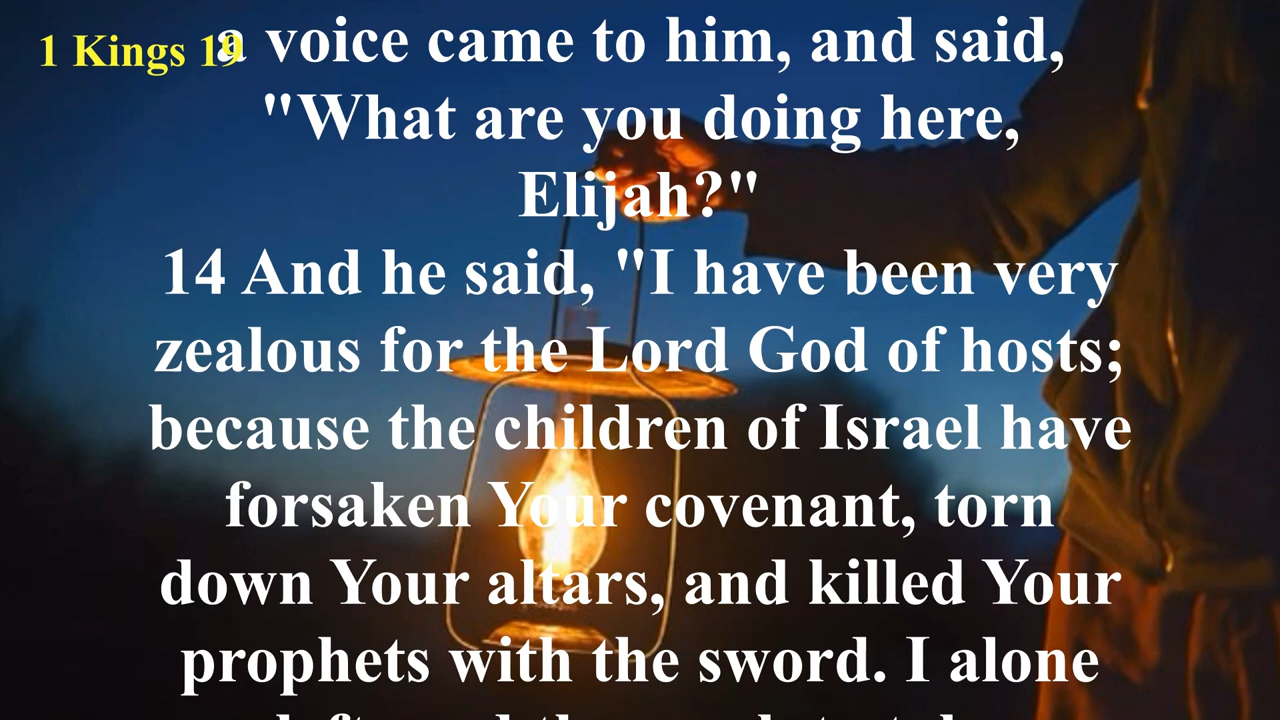 1 Kings 19
a voice came to him, and said,
"What are you doing here,
Elijah?"
14 And he said, "I have been very
zealous for the Lord God of hosts;
because the children of Israel have
forsaken Your covenant, torn
down Your altars, and killed Your
prophets with the sword. I alone